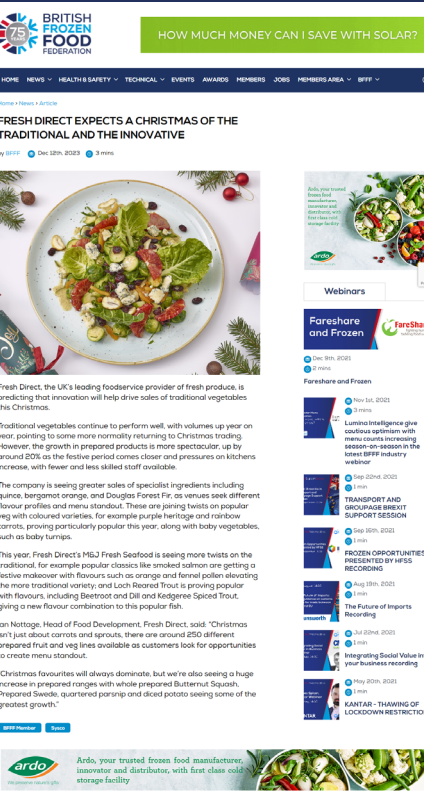 BRITISH
FROZEN
FOOD
FEDERATION
75
HOW MUCH MONEY CAN I SAVE WITH SOLAR?
HOME NEWS HEALTH & SAFETY TECHNICAL EVENTS AWARDS MEMBERS JOBS MEMBERS AREA BFFF
Home > News > Article
FRESH DIRECT EXPECTS A CHRISTMAS OF THE
TRADITIONAL AND THE INNOVATIVE
by BFFF Dec 12th, 2023 3 mins
Fresh Direct, the UK's leading foodservice provider of fresh produce, is
predicting that innovation will help drive sales of traditional vegetables
this Christmas.
Traditional vegetables continue to perform well, with volumes up year on
year, pointing to some more normality returning to Christmas trading.
However, the growth in prepared products is more spectacular, up by
around 20% as the festive period comes closer and pressures on kitchens
increase, with fewer and less skilled staff available.
The company is seeing greater sales of specialist ingredients including
quince, bergamot orange, and Douglas Forest Fir, as venues seek different
flavour profiles and menu standout. These are joining twists on popular
veg with coloured varieties, for example purple heritage and rainbow
carrots, proving particularly popular this year, along with baby vegetables,
such as baby turnips.
This year, Fresh Direct's M&J Fresh Seafood is seeing more twists on the
traditional, for example popular classics like smoked salmon are getting a
festive makeover with flavours such as orange and fennel pollen elevating
the more traditional variety; and Loch Reared Trout is proving popular
with flavours, including Beetroot and Dill and Kedgeree Spiced Trout,
giving a new flavour combination to this popular fish.
Ian Nottage, Head of Food Development, Fresh Direct, said: "Christmas
isn't just about carrots and sprouts, there are around 250 different
prepared fruit and veg lines available as customers look for opportunities
to create menu standout.
"Christmas favourites will always dominate, but we're also seeing a huge
increase in prepared ranges with whole prepared Butternut Squash,
Prepared Swede, quartered parsnip and diced potato seeing some of the
greatest growth."
BFFF Member Sysco
Ardo, your trusted
frozen food
manufacturer,
innovator and
distributor, with
first class cold
storage facility
ardo
Webinars
Fareshare
and Frozen
FareShar
Dec 9th, 2021
2 mins
Fareshare and Frozen
Nov 1st, 2021
3 mins
Lumina Intelligence give
cautious optimism with
menu counts increasing
season-on-season in the
latest BFFF industry
webinar
Sep 22nd, 2021
1 min
TRANSPORT AND
GROUPAGE BREXIT
SUPPORT SESSION
Sep 16th, 2021
1 min
FROZEN OPPORTUNITIES
PRESENTED BY HFSS
RECORDING
Aug 19th, 2021
1 min
The Future of Imports
Recording
Jul 22nd, 2021
1 min
Integrating Social Value in
your business recording
May 20th, 2021
1 min
KANTAR - THAWING OF
LOCKDOWN RESTRICTIO
ardo
Ardo, your trusted frozen food manufacturer,
innovator and distributor, with first class cold
storage facility